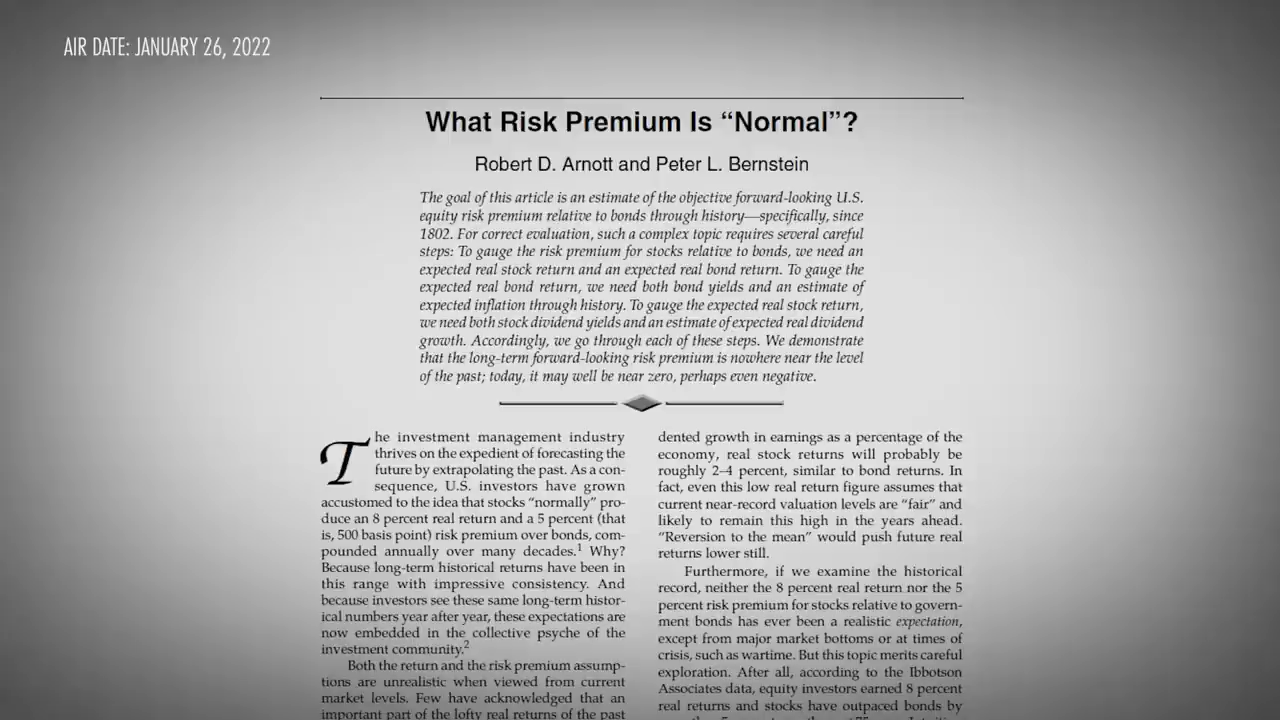 AIR DATE: JANUARY 26, 2022
What Risk Premium Is “Normal”?
Robert D. Arnott and Peter L. Bernstein
The goal of this article is an estimate of the objective forward-looking U.S.
equity risk premium relative to bonds through history—specifically, since
1802. For correct evaluation, such a complex topic requires several careful
steps: To gauge the risk premium for stocks relative to bonds, we need an
expected real stock return and an expected real bond return. To gauge the
expected real bond return, we need both bond yields and an estimate of
expected inflation through history. To gauge the expected real stock return,
we need both stock dividend yields and an estimate of expected real dividend
growth. Accordingly, we go through each of these steps. We demonstrate
that the long-term forward-looking risk premium is nowhere near the level
of the past; today, it may well be near zero, perhaps even negative.
The investment management industry
thrives on the expedient of forecasting the
future by extrapolating the past. As a con-
sequence, U.S. investors have grown
accustomed to the idea that stocks “normally” pro-
duce an 8 percent real return and a 5 percent (that
is, 500 basis point) risk premium over bonds, com-
pounded annually over many decades.1 Why?
Because long-term historical returns have been in
this range with impressive consistency. And
because investors see these same long-term histor-
ical numbers year after year, these expectations are
now embedded in the collective psyche of the
investment community.2
Both the return and the risk premium assump-
tions are unrealistic when viewed from current
market levels. Few have acknowledged that an
important part of the lofty real returns of the past
dented growth in earnings as a percentage of the
economy, real stock returns will probably be
roughly 2–4 percent, similar to bond returns. In
fact, even this low real return figure assumes that
current near-record valuation levels are “fair” and
likely to remain this high in the years ahead.
“Reversion to the mean” would push future real
returns lower still.
Furthermore, if we examine the historical
record, neither the 8 percent real return nor the 5
percent risk premium for stocks relative to govern-
ment bonds has ever been a realistic expectation,
except from major market bottoms or at times of
crisis, such as wartime. But this topic merits careful
exploration. After all, according to the Ibbotson
Associates data, equity investors earned 8 percent
real returns and stocks have outpaced bonds by